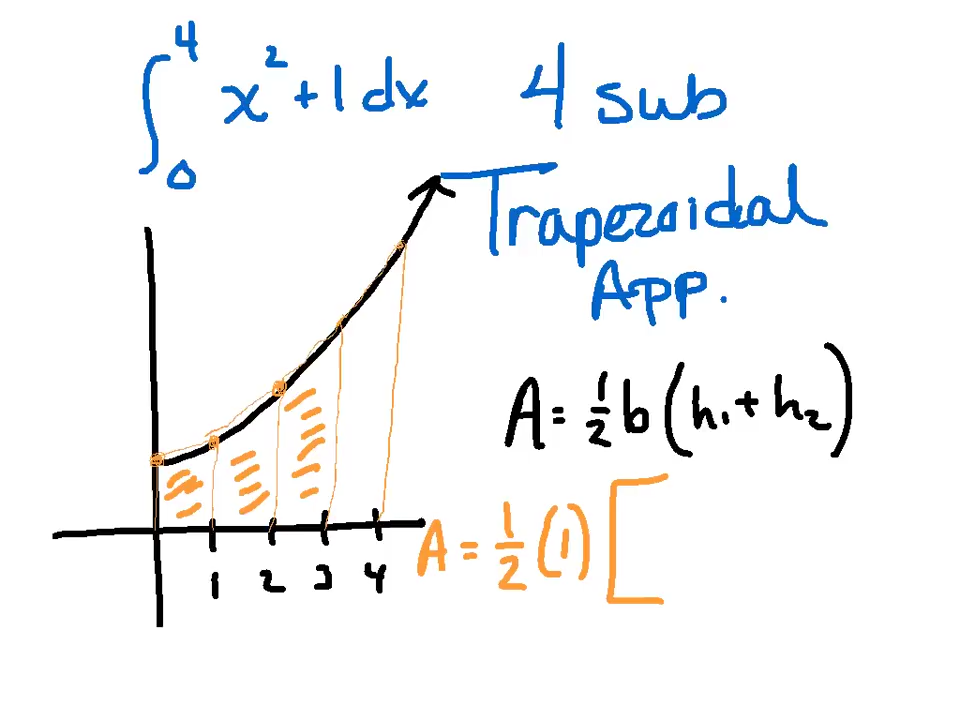 ∫₀⁴ x² + 1 dx 4 sub
Trapezoidal
App.
A = ½ b (h₁ + h₂)
A = ½ (1) [
1 2 3 4